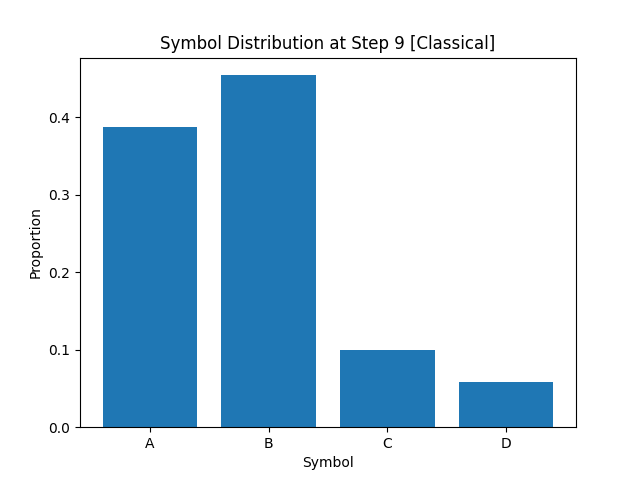 Symbol Distribution at Step 9 [Classical]
Proportion
0.4
0.3
0.2
0.1
0.0
A B C D
Symbol